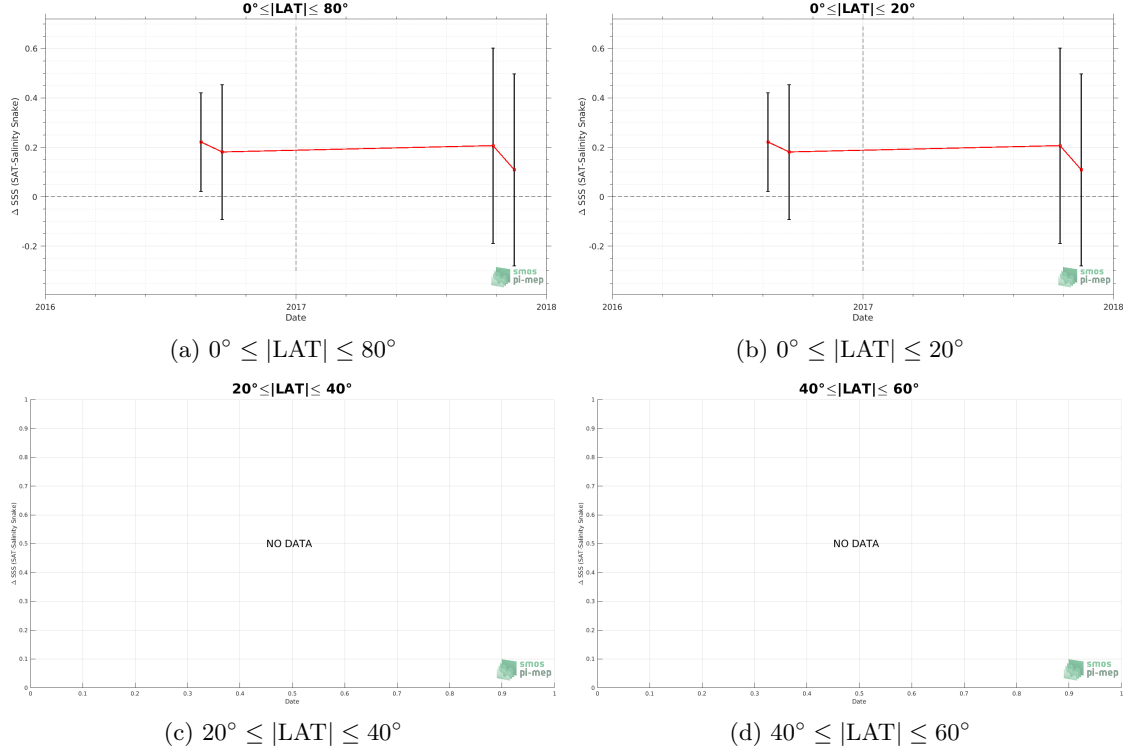 0°≤|LAT|≤ 80°
Δ SSS (SAT-Salinity Snake)
0.6
0.4
0.2
0
-0.2
smos
pi-mep
2016
2017
2018
Date
(a) 0° ≤ |LAT| ≤ 80°
0°≤|LAT|≤ 20°
Δ SSS (SAT-Salinity Snake)
0.6
0.4
0.2
0
-0.2
smos
pi-mep
2016
2017
2018
Date
(b) 0° ≤ |LAT| ≤ 20°
20°≤|LAT|≤ 40°
Δ SSS (SAT-Salinity Snake)
1
0.9
0.8
0.7
0.6
0.5
0.4
0.3
0.2
0.1
0
NO DATA
smos
pi-mep
0 0.1 0.2 0.3 0.4 0.5 0.6 0.7 0.8 0.9 1
Date
(c) 20° ≤ |LAT| ≤ 40°
40°≤|LAT|≤ 60°
Δ SSS (SAT-Salinity Snake)
1
0.9
0.8
0.7
0.6
0.5
0.4
0.3
0.2
0.1
0
NO DATA
smos
pi-mep
0 0.1 0.2 0.3 0.4 0.5 0.6 0.7 0.8 0.9 1
Date
(d) 40° ≤ |LAT| ≤ 60°